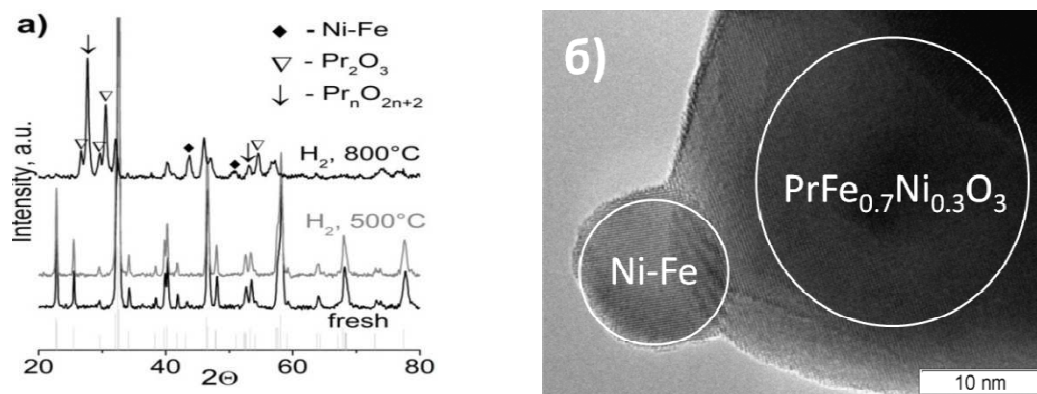 a)
◆ - Ni-Fe
▽ - Pr₂O₃
↓ - PrₙO₂ₙ₊₂
Intensity, a.u.
H₂, 800°C
H₂, 500°C
fresh
20 40 60 80
2Θ
б)
PrFe₀.₇Ni₀.₃O₃
Ni-Fe
10 nm